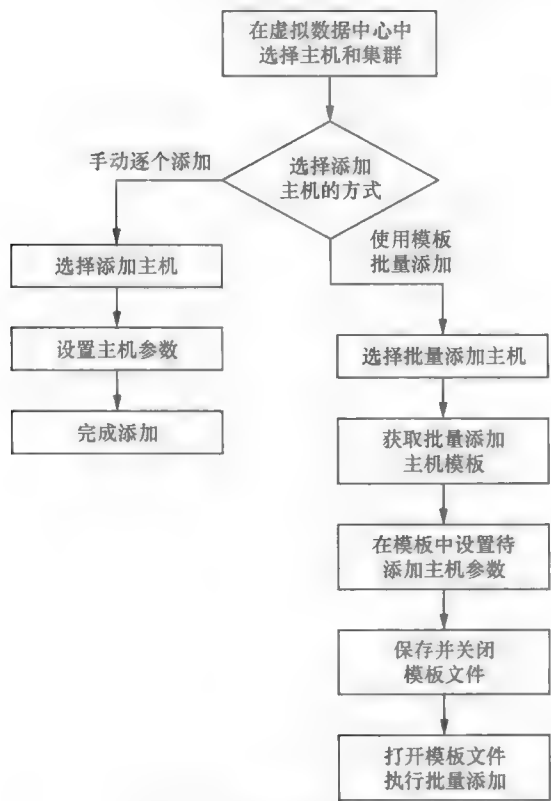 在虚拟数据中心中
选择主机和集群
选择添加
主机的方式
手动逐个添加
选择添加主机
设置主机参数
完成添加
使用模板
批量添加
选择批量添加主机
获取批量添加
主机模板
在模板中设置待
添加主机参数
保存并关闭
模板文件
打开模板文件
执行批量添加